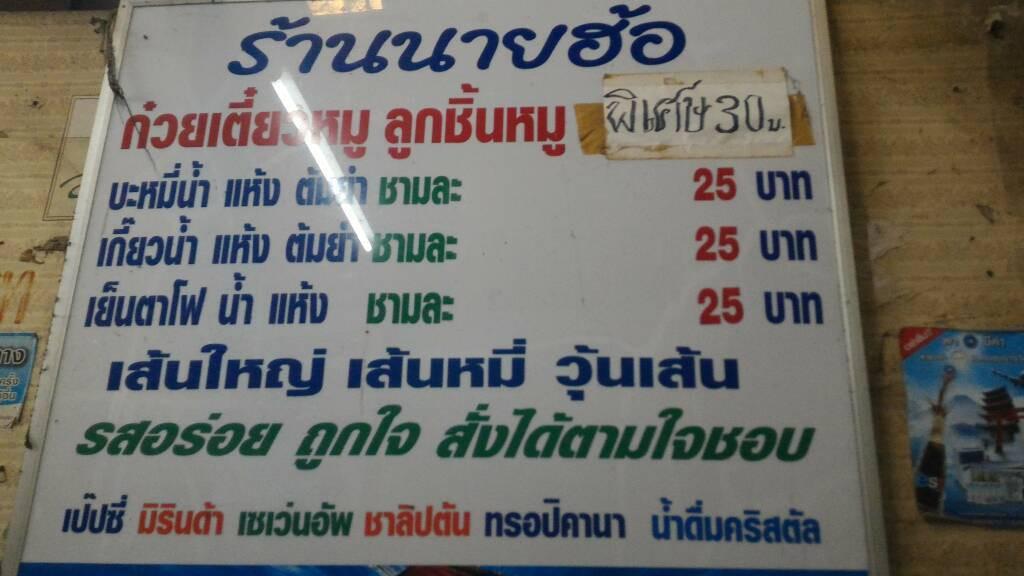 ร้านนายฮ้อ
ก๋วยเตี๋ยวหมู ลูกชิ้นหมู พิเศษ 30 บ.
บะหมี่น้ำ แห้ง ต้มยำ ชามละ 25 บาท
เกี๊ยวน้ำ แห้ง ต้มยำ ชามละ 25 บาท
เย็นตาโฟ น้ำ แห้ง ชามละ 25 บาท
เส้นใหญ่ เส้นหมี่ วุ้นเส้น
รสอร่อย ถูกใจ สั่งได้ตามใจชอบ
เป๊ปซี่ มิรินด้า เซเว่นอัพ ชาลิปตัน ทรอปิคานา น้ำดื่มคริสตัล